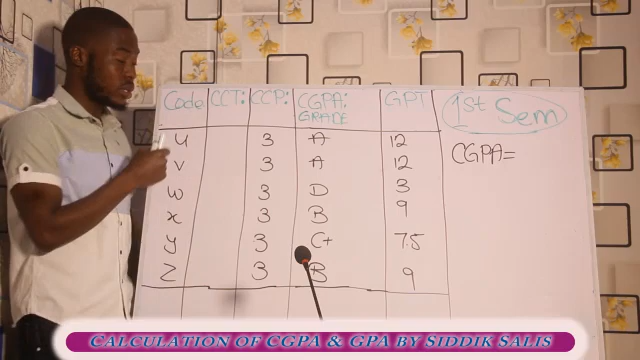 Code CCT: CCP: CGPA: GRADE GPT
u 3 A 12
v 3 A 12
w 3 D 3
x 3 B 9
y 3 C+ 7.5
Z 3 B 9
1st Sem
CGPA=
CALCULATION OF CGPA & GPA BY SIDDIK SALIS